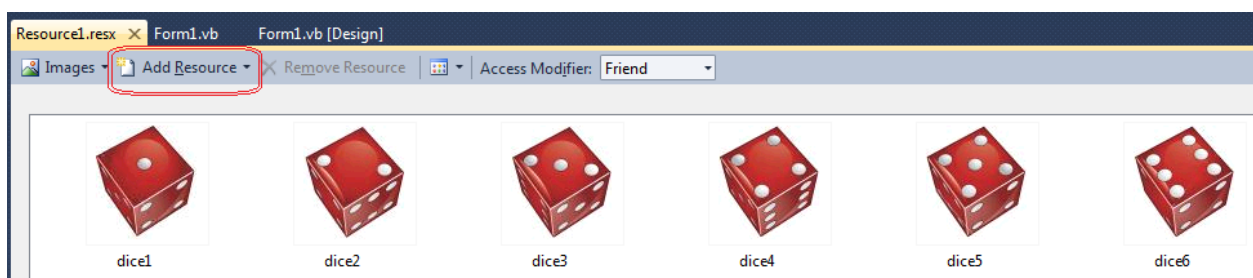 Resource1.resx Form1.vb Form1.vb [Design]
Images Add Resource Remove Resource Access Modifier: Friend
dice1 dice2 dice3 dice4 dice5 dice6